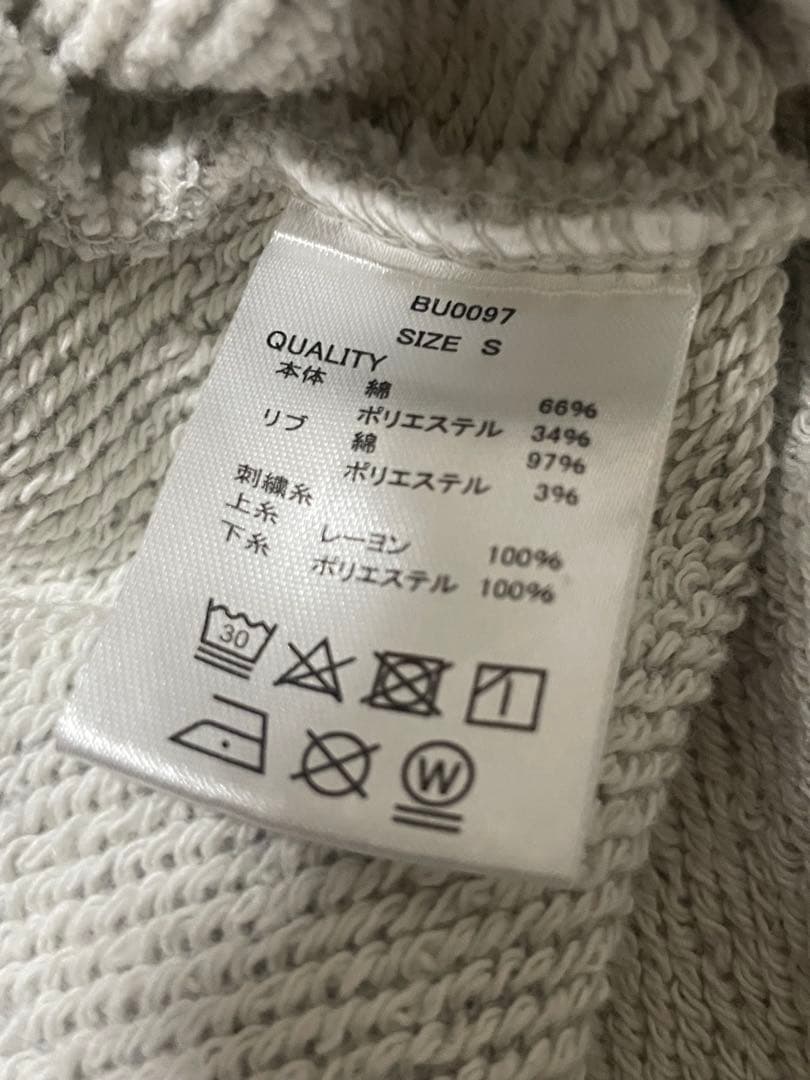 BU0097
SIZE S
QUALITY
本体 綿 66%
ポリエステル 34%
リブ 綿 97%
ポリエステル 3%
刺繍糸
上糸 レーヨン 100%
下糸 ポリエステル 100%
30
W